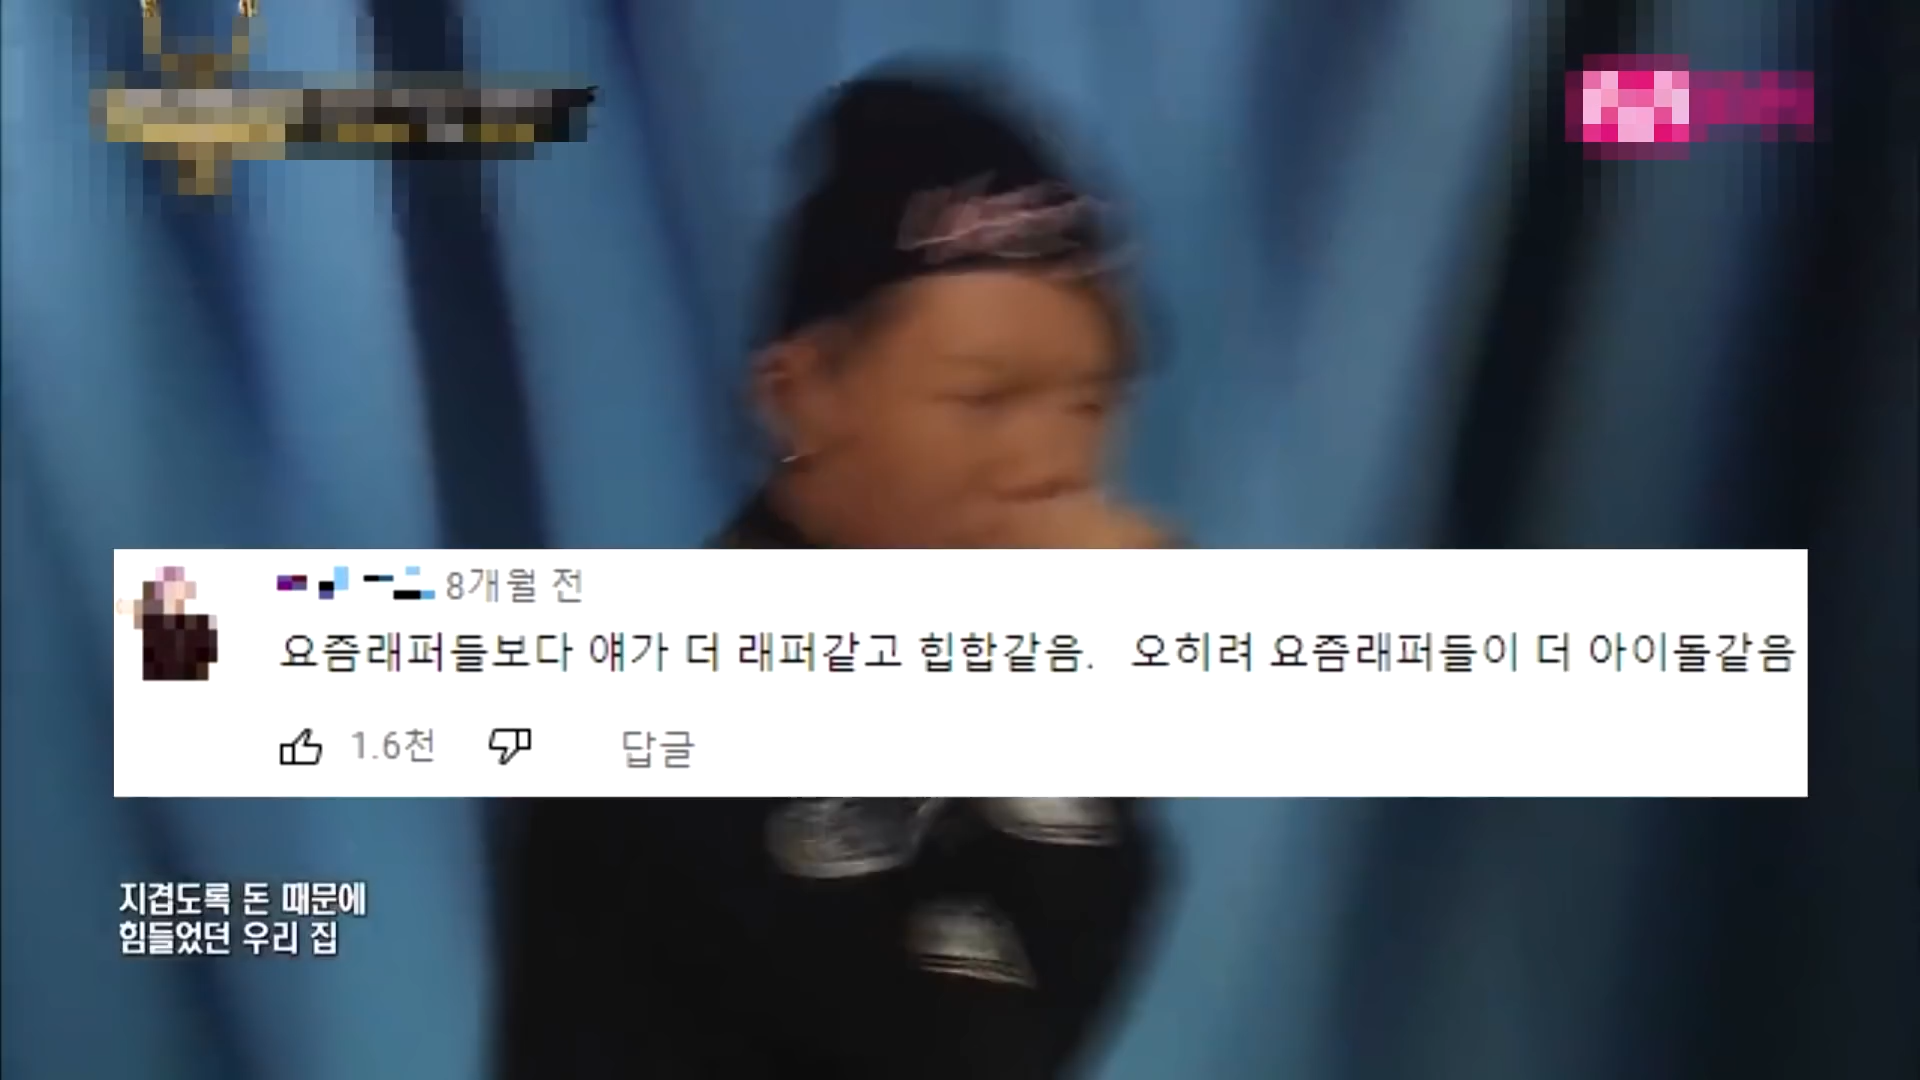 8개월 전
요즘래퍼들보다 얘가 더 래퍼같고 힙합같음. 오히려 요즘래퍼들이 더 아이돌같음
1.6천 답글
지겹도록 돈 때문에
힘들었던 우리 집